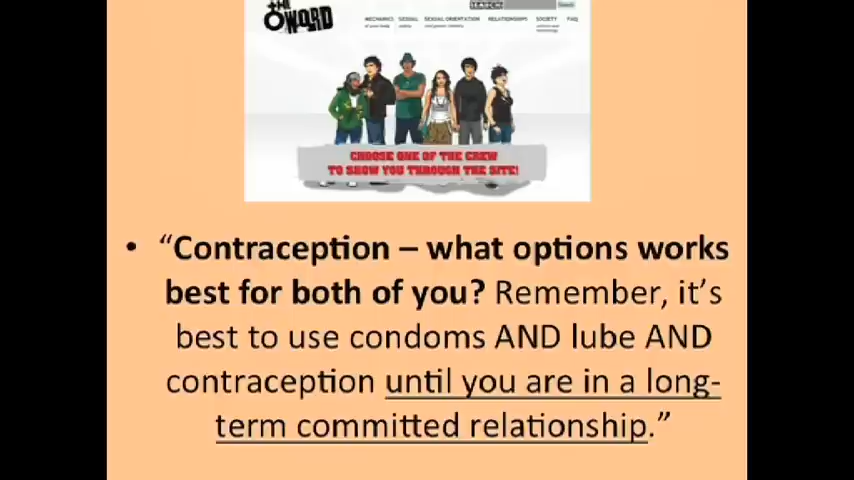 THE
WORD
SEARCH
Search
MECHANICS
SEXUAL
SEXUAL ORIENTATION
RELATIONSHIPS
SOCIETY
FAQ
CHOOSE ONE OF THE CREW
TO SHOW YOU THROUGH THE SITE!
• “Contraception – what options works
best for both of you? Remember, it’s
best to use condoms AND lube AND
contraception until you are in a long-
term committed relationship.”